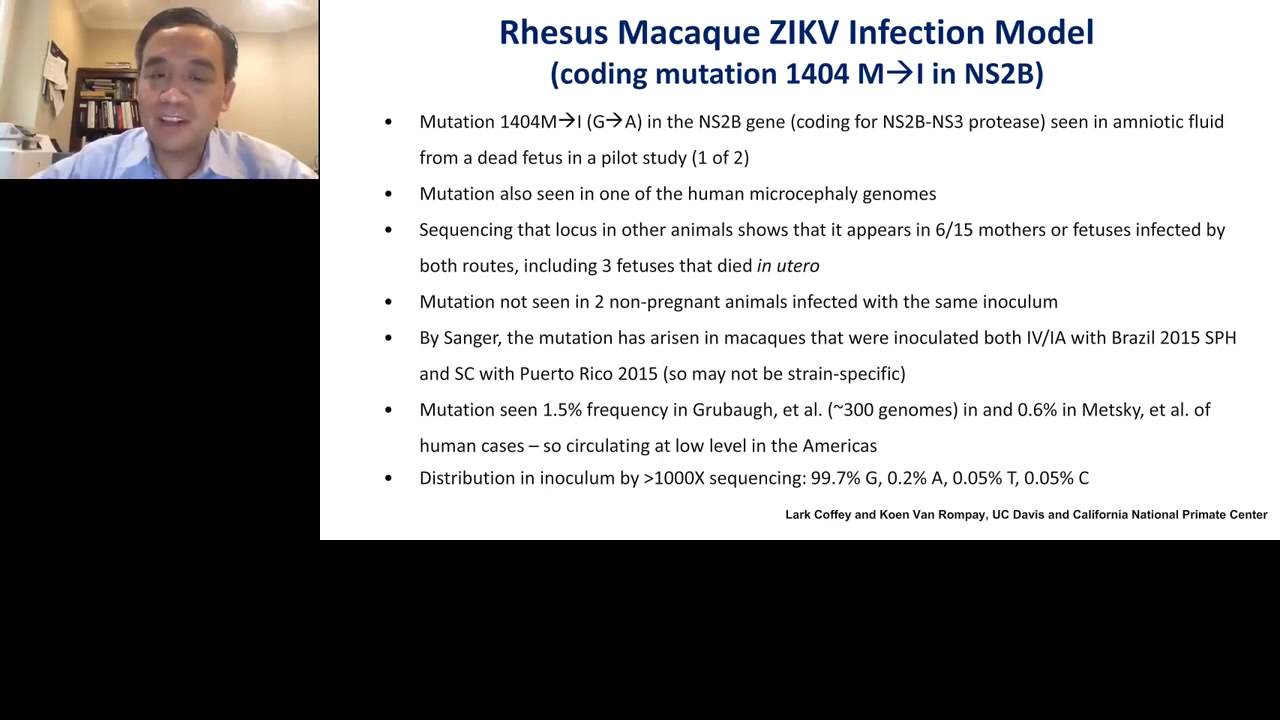 Rhesus Macaque ZIKV Infection Model
(coding mutation 1404 M→I in NS2B)
• Mutation 1404M→I (G→A) in the NS2B gene (coding for NS2B-NS3 protease) seen in amniotic fluid
from a dead fetus in a pilot study (1 of 2)
• Mutation also seen in one of the human microcephaly genomes
• Sequencing that locus in other animals shows that it appears in 6/15 mothers or fetuses infected by
both routes, including 3 fetuses that died in utero
• Mutation not seen in 2 non-pregnant animals infected with the same inoculum
• By Sanger, the mutation has arisen in macaques that were inoculated both IV/IA with Brazil 2015 SPH
and SC with Puerto Rico 2015 (so may not be strain-specific)
• Mutation seen 1.5% frequency in Grubaugh, et al. (~300 genomes) in and 0.6% in Metsky, et al. of
human cases – so circulating at low level in the Americas
• Distribution in inoculum by >1000X sequencing: 99.7% G, 0.2% A, 0.05% T, 0.05% C
Lark Coffey and Koen Van Rompay, UC Davis and California National Primate Center